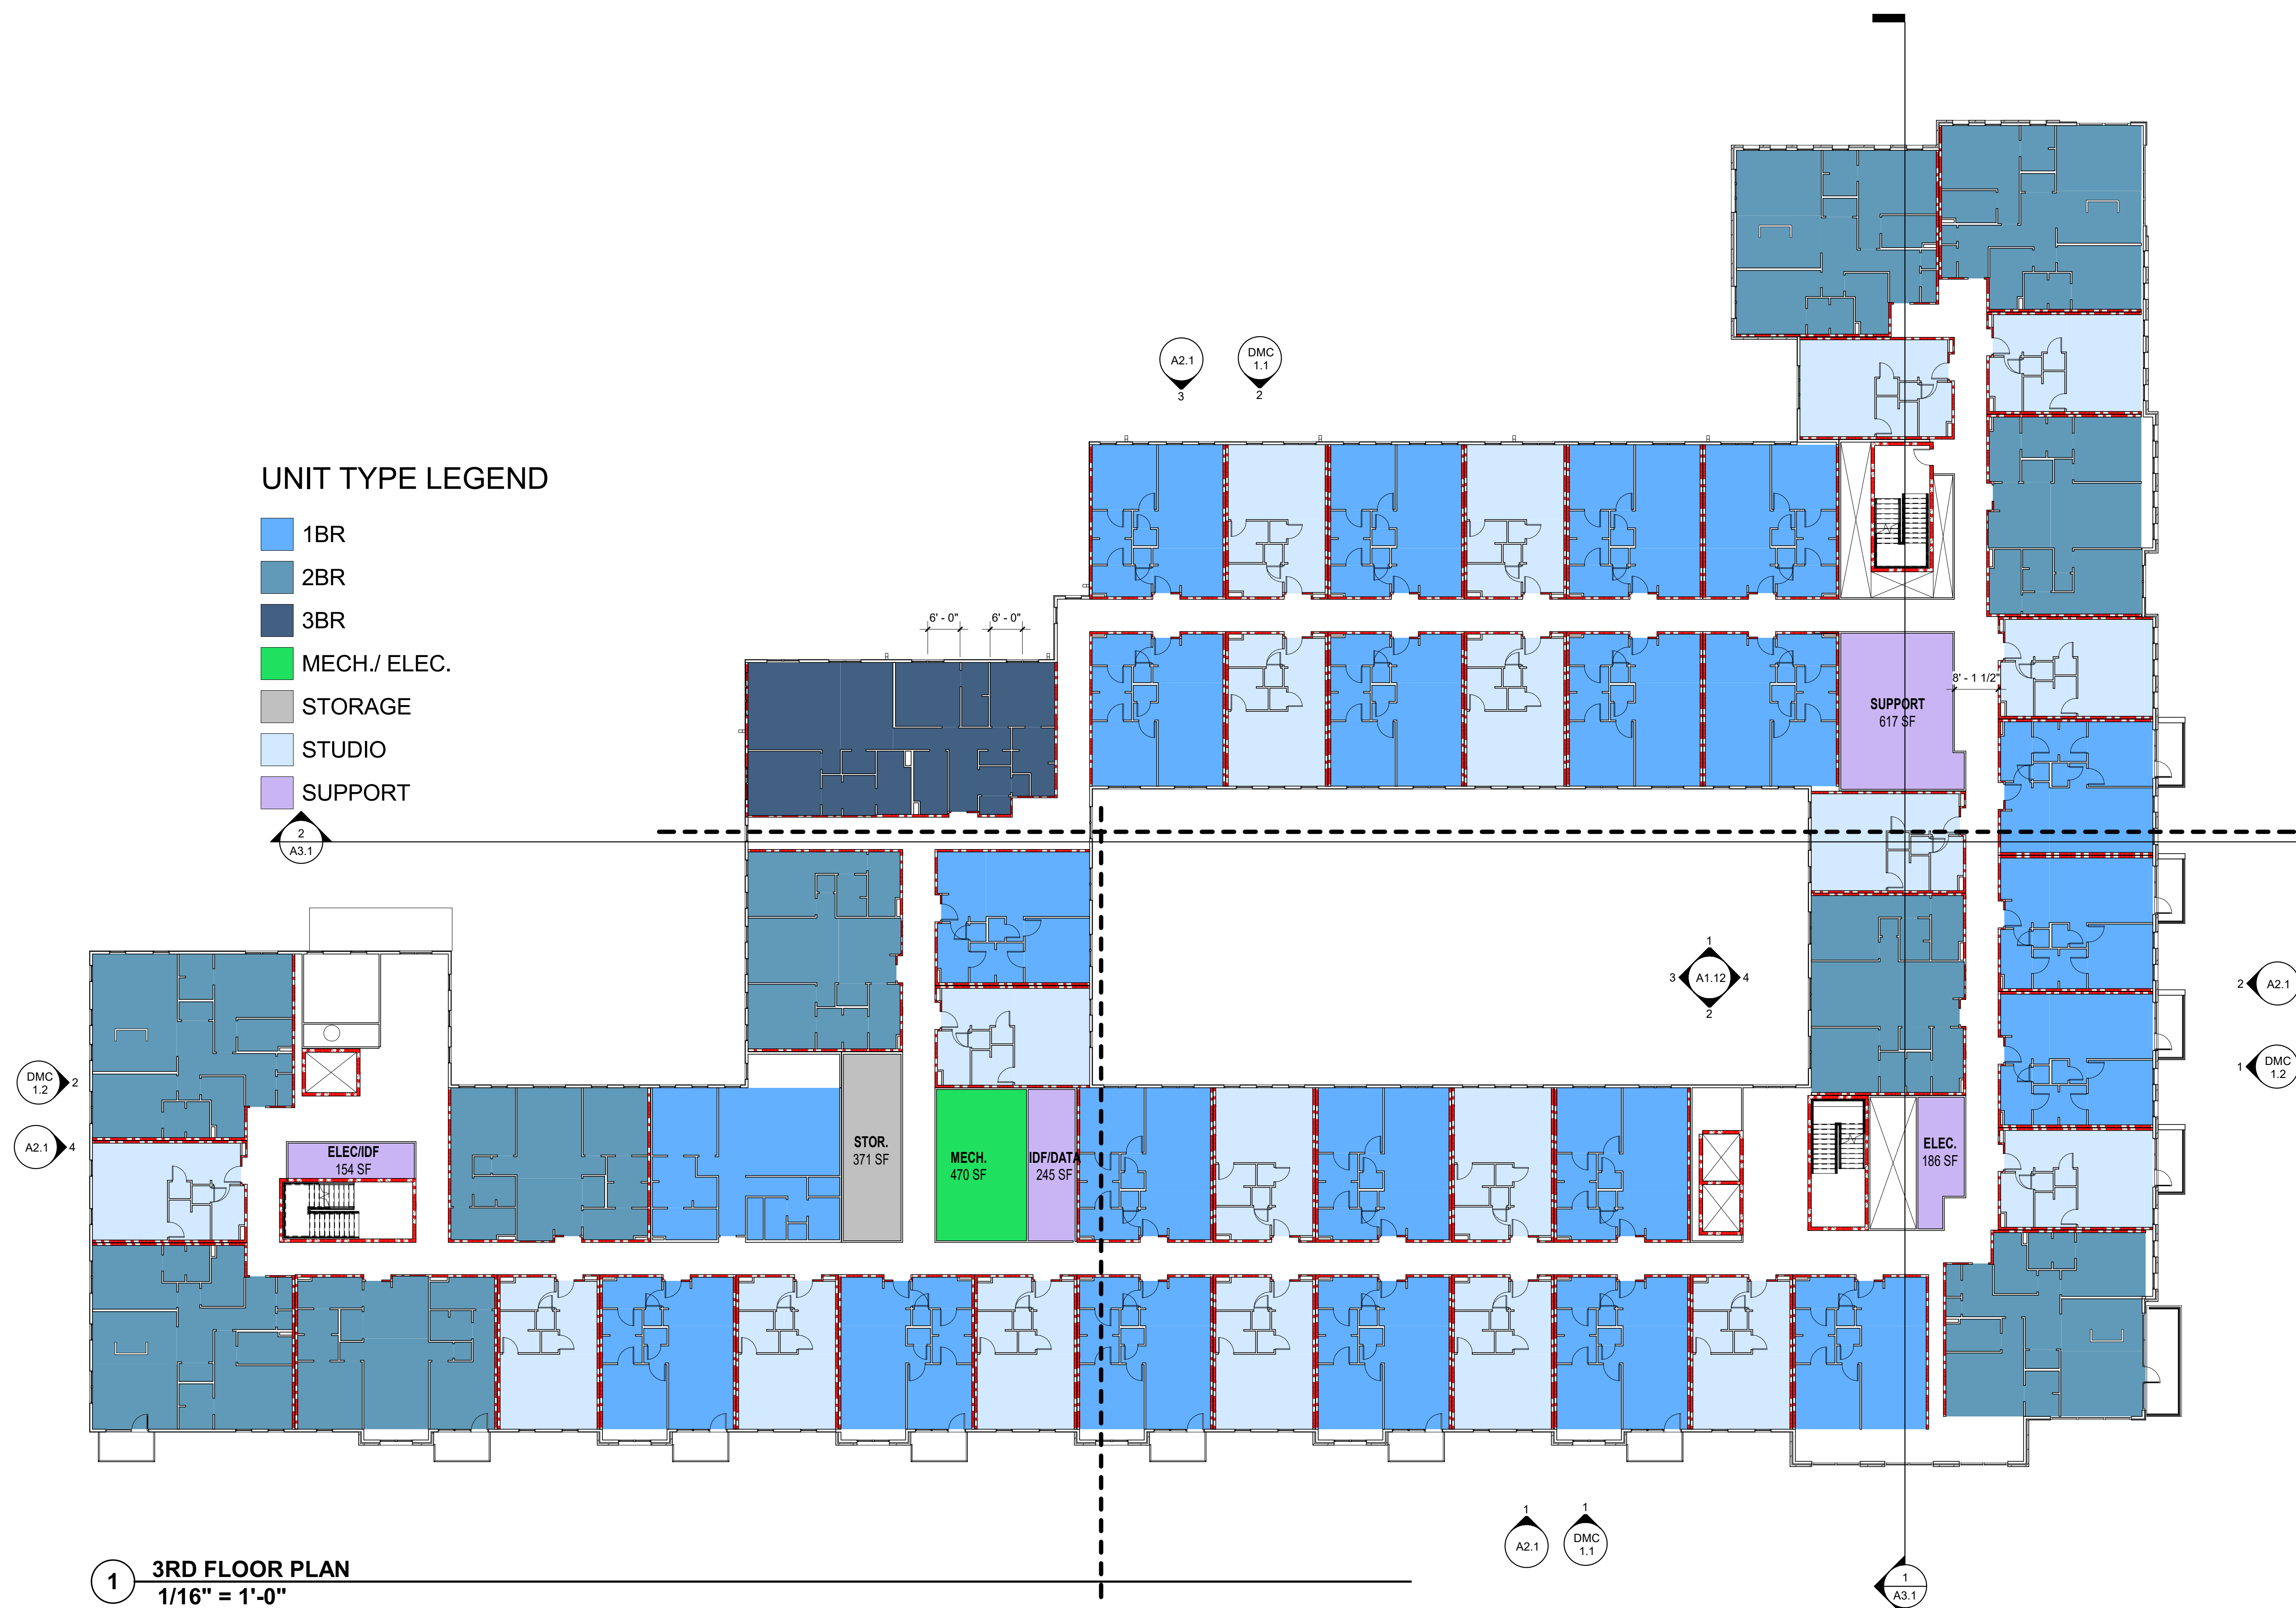 A2.1
3
DMC
1.1
2
UNIT TYPE LEGEND
1BR
2BR
3BR
MECH./ ELEC.
STORAGE
STUDIO
SUPPORT
6' - 0"
6' - 0"
SUPPORT
617 SF
8' - 1 1/2"
2
A3.1
1
3
A1.12
4
2
2
A2.1
DMC
1.2
2
1
DMC
1.2
A2.1
4
ELEC/IDF
154 SF
STOR.
371 SF
MECH.
470 SF
IDF/DATA
245 SF
ELEC.
186 SF
1
A2.1
1
DMC
1.1
1
A3.1
1
3RD FLOOR PLAN
1/16" = 1'-0"